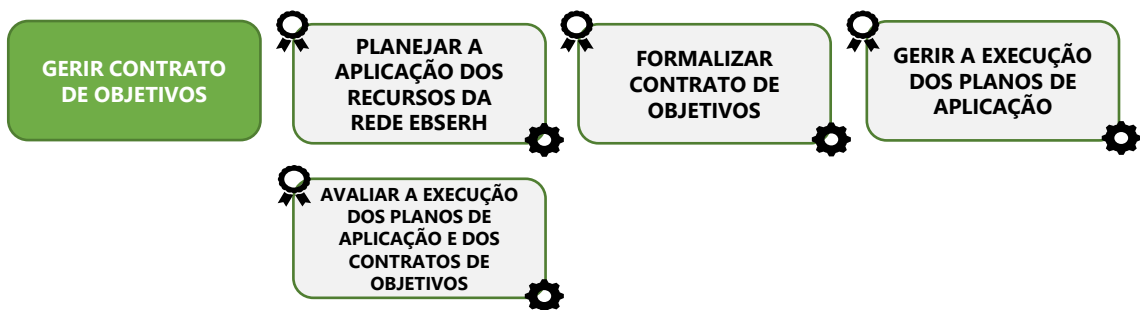 GERIR CONTRATO
DE OBJETIVOS
PLANEJAR A
APLICAÇÃO DOS
RECURSOS DA
REDE EBSERH
FORMALIZAR
CONTRATO DE
OBJETIVOS
GERIR A EXECUÇÃO
DOS PLANOS DE
APLICAÇÃO
AVALIAR A EXECUÇÃO
DOS PLANOS DE
APLICAÇÃO E DOS
CONTRATOS DE
OBJETIVOS